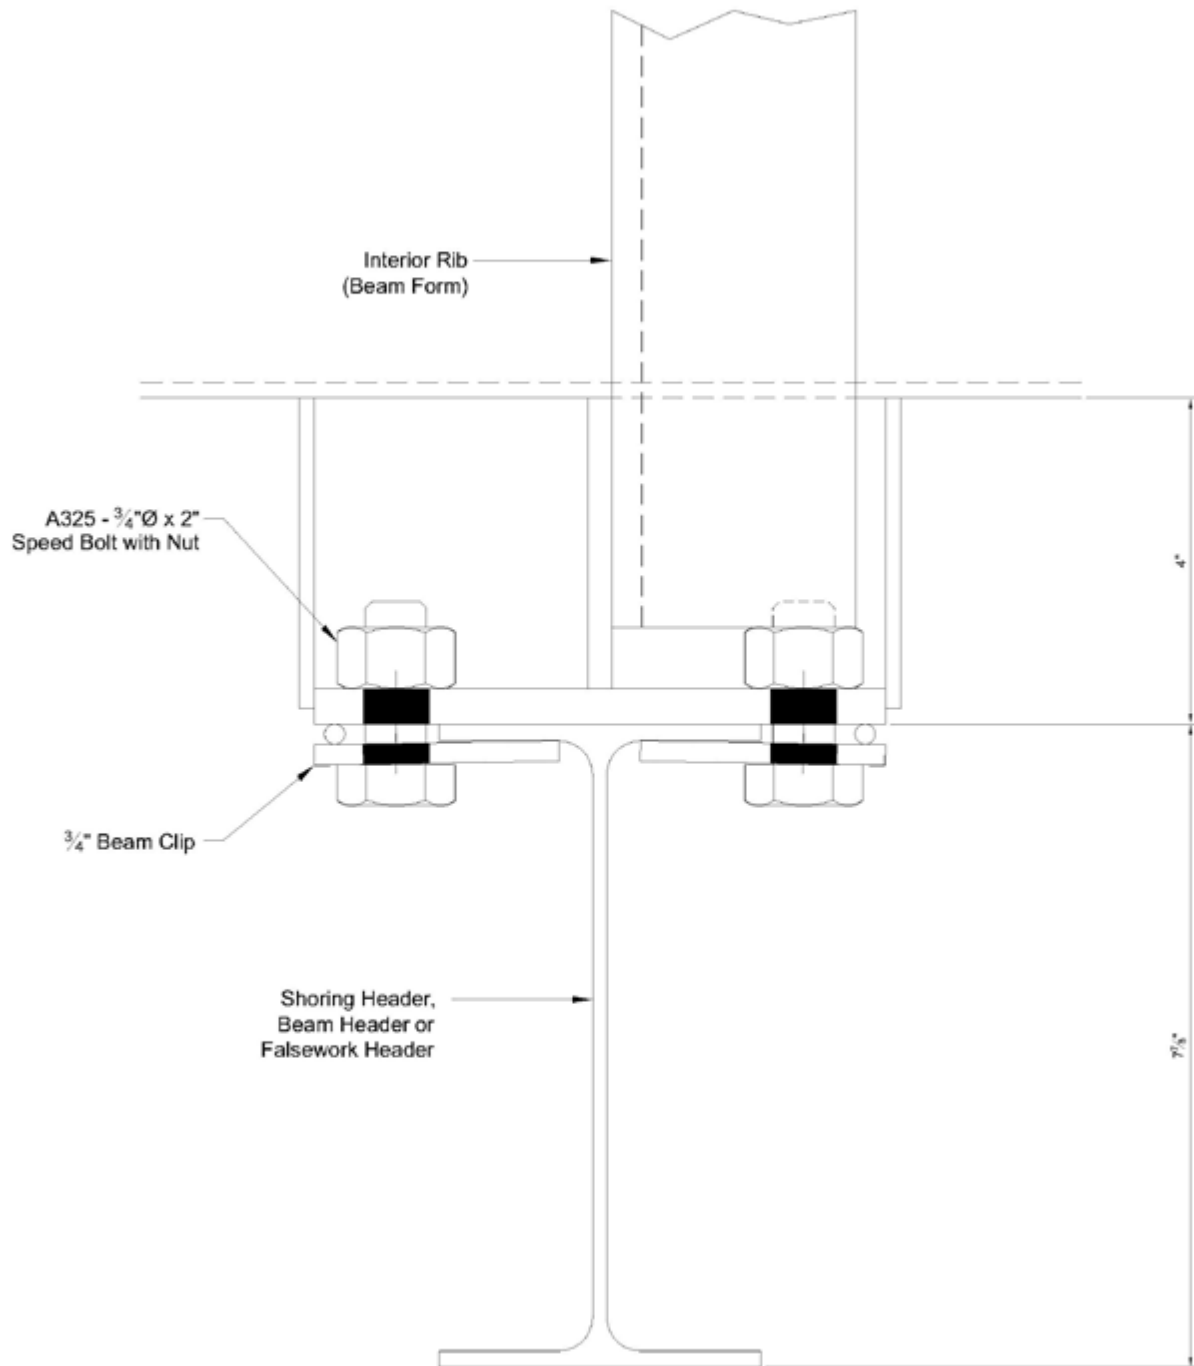 Interior Rib
(Beam Form)
A325 - ¾"Ø x 2"
Speed Bolt with Nut
4"
¾" Beam Clip
Shoring Header,
Beam Header or
Falsework Header
7⅞"